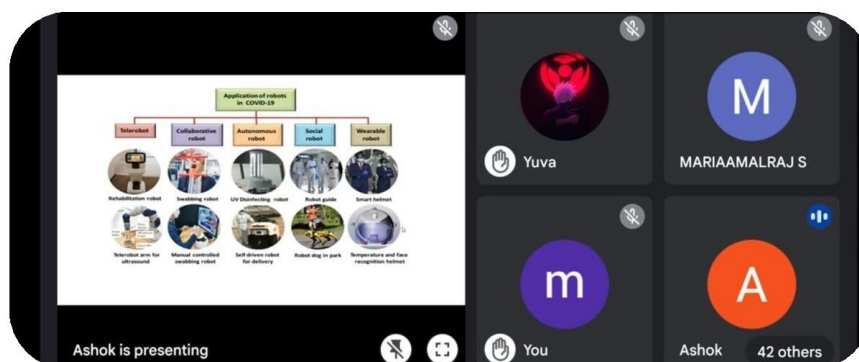 Application of robots
in COVID-19
Telerobot
Collaborative
robot
Autonomous
robot
Social
robot
Wearable
robot
Rehabilitation robot
Swabbing robot
UV Disinfecting robot
Robot guide
Smart helmet
Telerobot arm for
ultrasound
Manual controlled
swabbing robot
Self driven robot
for delivery
Robot dog in park
Temperature and face
recognition helmet
Ashok is presenting
Yuva
M
MARIAAMALRAJ S
m
You
A
Ashok
42 others